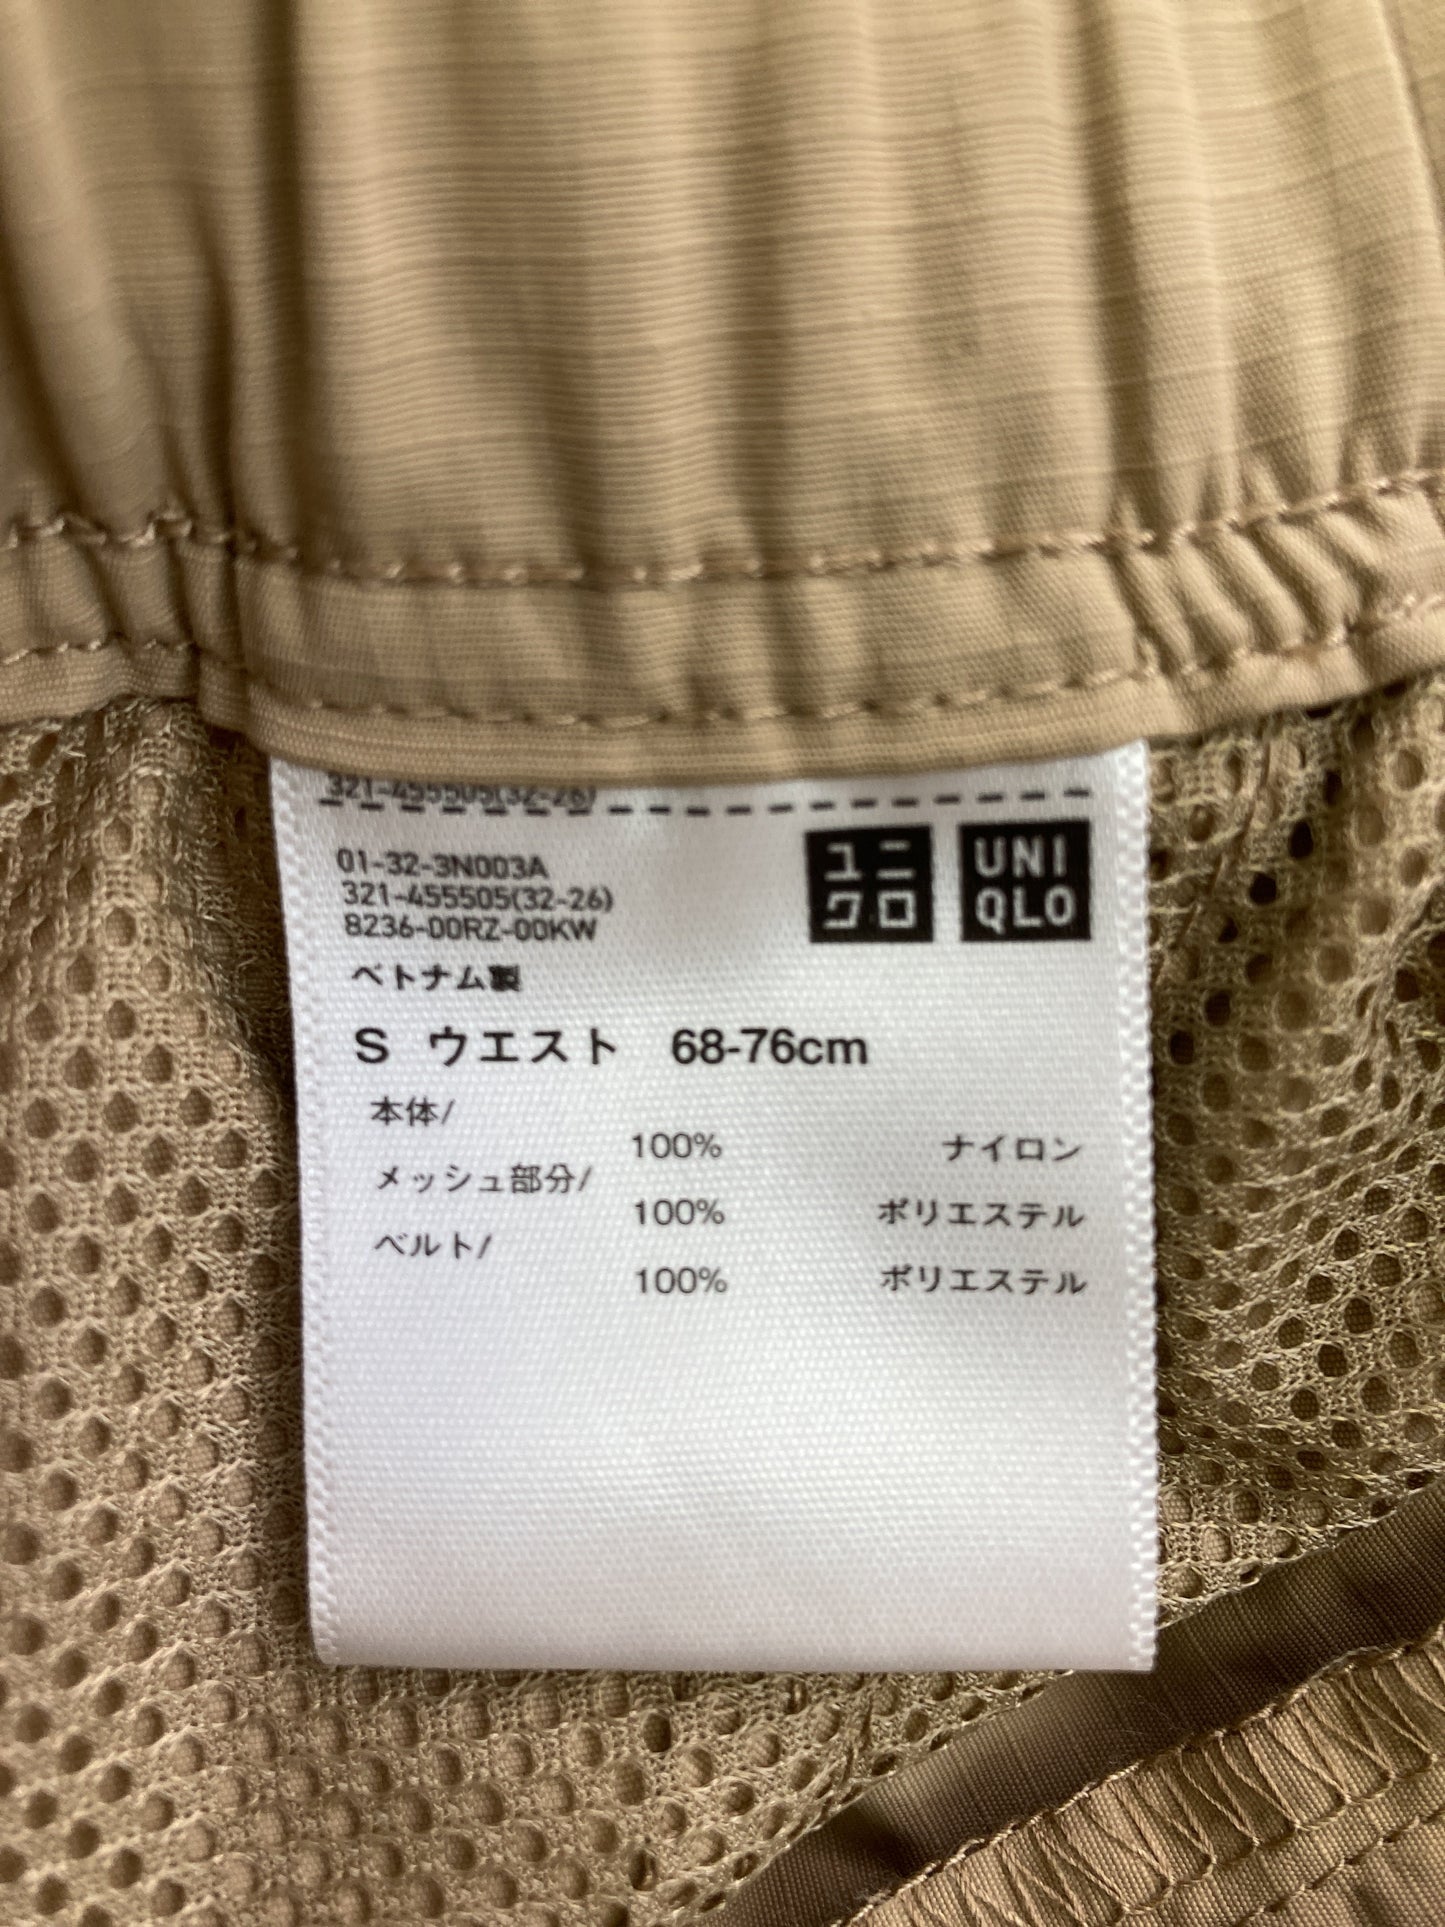 321-455505(32-26)
01-32-3N003A
321-455505(32-26)
8236-00RZ-00KW
ユニクロ
UNIQLO
ベトナム製
S ウエスト 68-76cm
本体/
100% ナイロン
メッシュ部分/
100% ポリエステル
ベルト/
100% ポリエステル